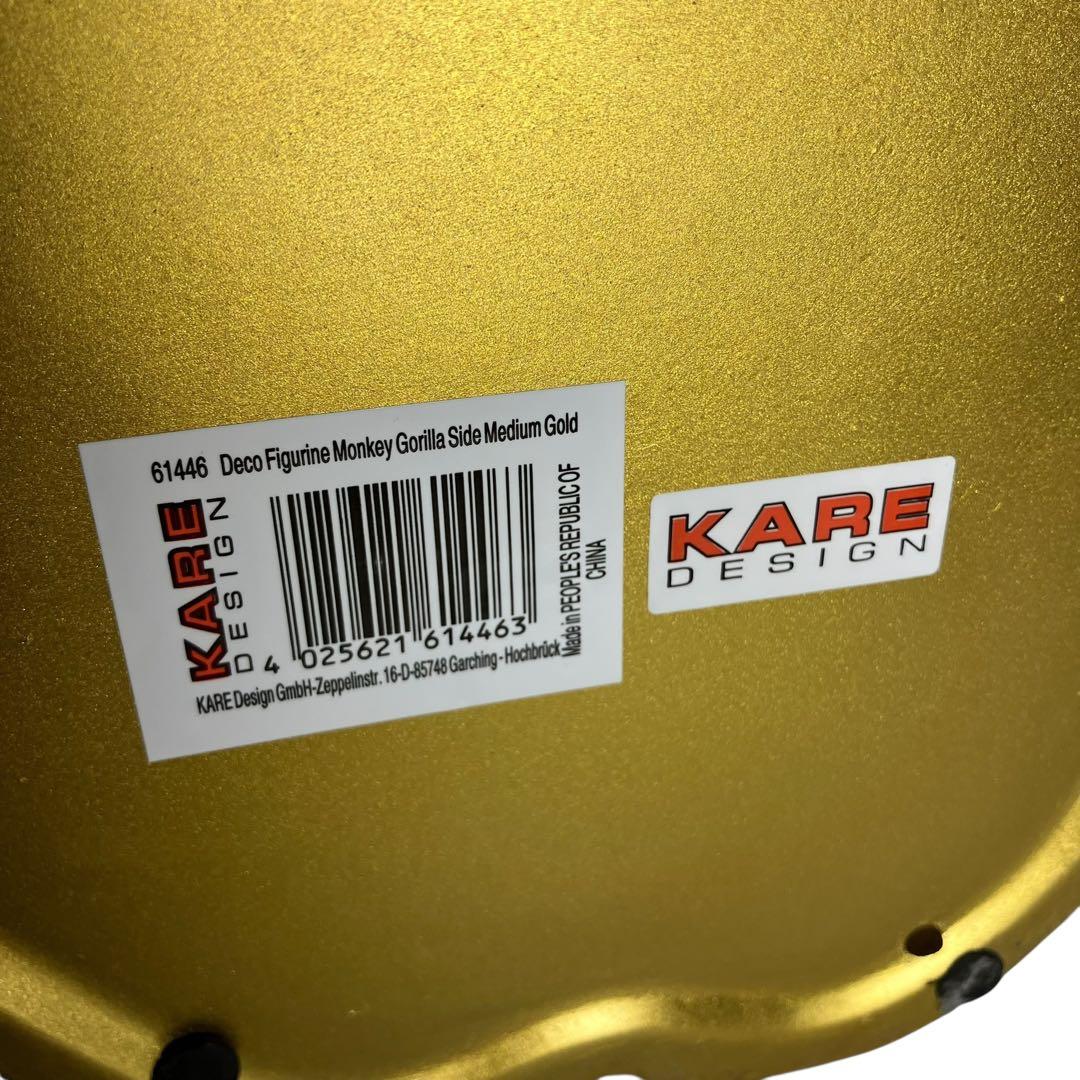 61446 Deco Figurine Monkey Gorilla Side Medium Gold
KARE
DESIGN
4 025621 614463
Made in PEOPLE'S REPUBLIC OF
CHINA
KARE Design GmbH-Zeppelinstr. 16-D-85748 Garching - Hochbrück
KARE
DESIGN